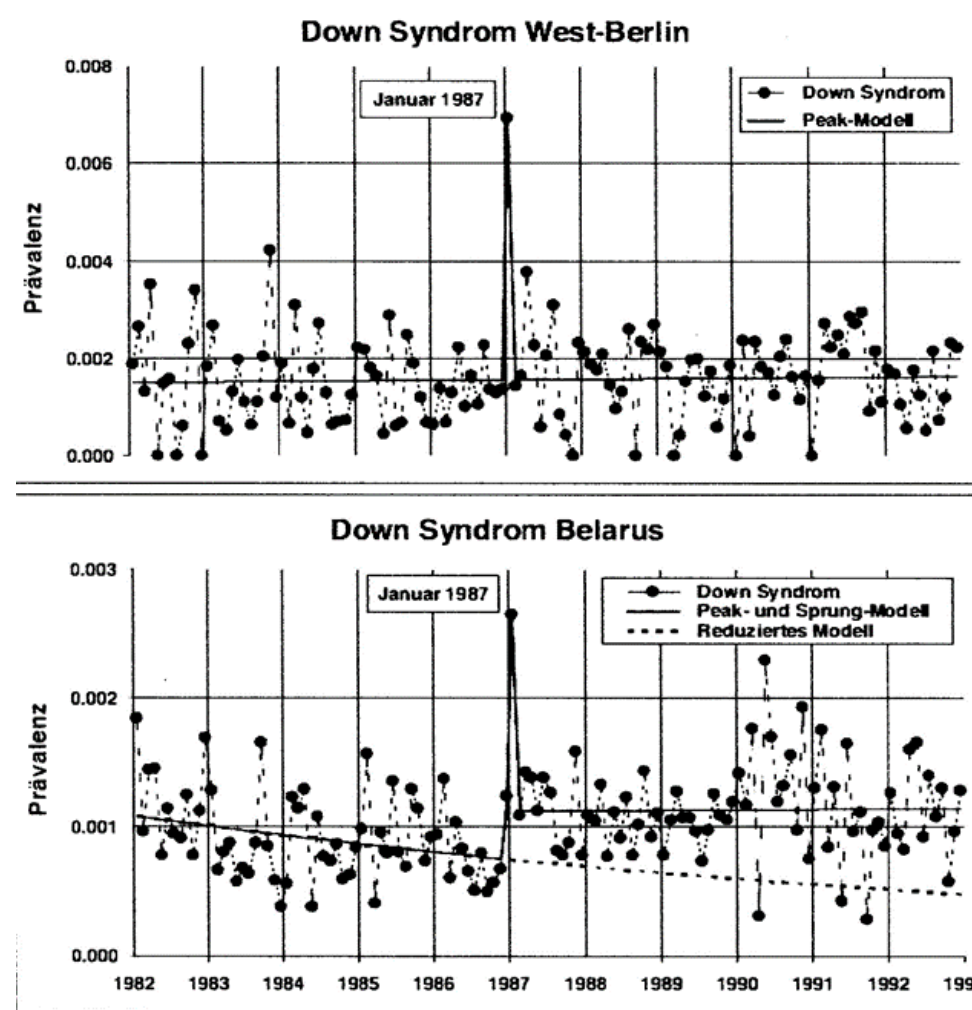 Down Syndrom West-Berlin
0.008
Januar 1987
Down Syndrom
Peak-Modell
0.006
Prävalenz
0.004
0.002
0.000
Down Syndrom Belarus
0.003
Januar 1987
Down Syndrom
Peak- und Sprung-Modell
Reduziertes Modell
0.002
Prävalenz
0.001
0.000
1982 1983 1984 1985 1986 1987 1988 1989 1990 1991 1992 199